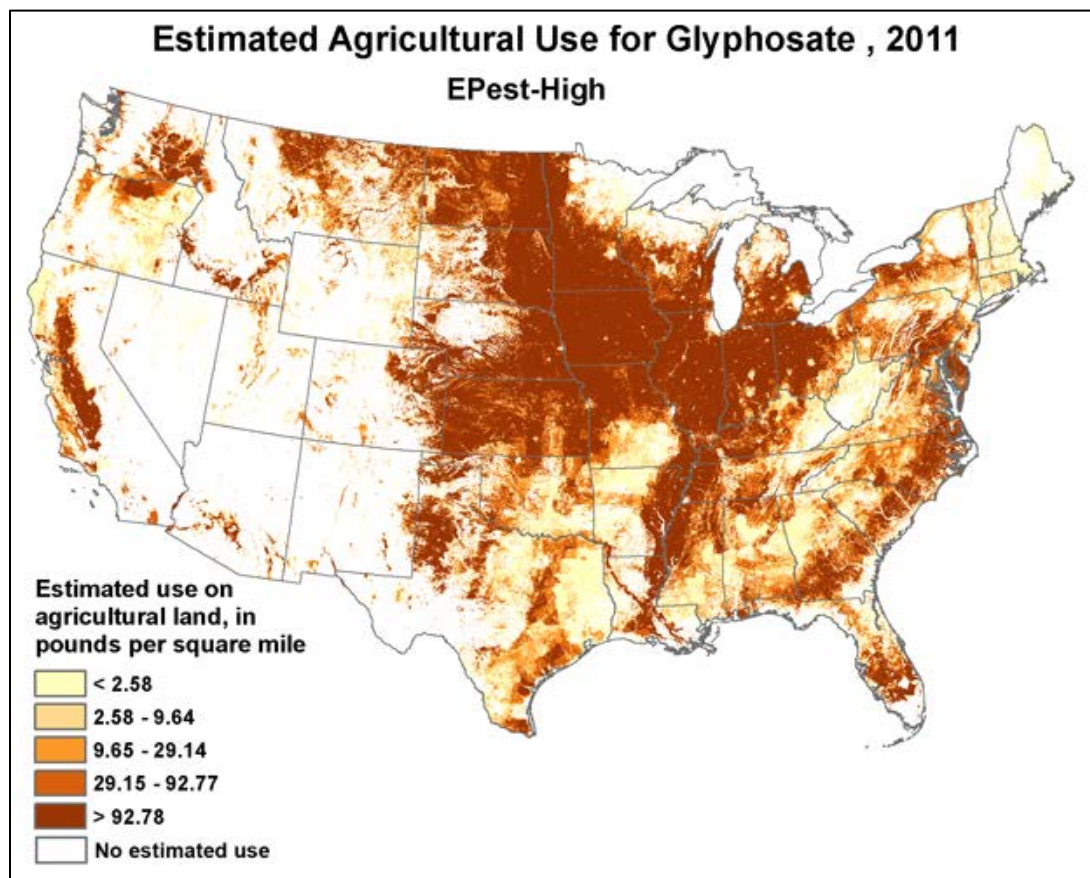 Estimated Agricultural Use for Glyphosate , 2011
EPest-High
Estimated use on
agricultural land, in
pounds per square mile
< 2.58
2.58 - 9.64
9.65 - 29.14
29.15 - 92.77
> 92.78
No estimated use